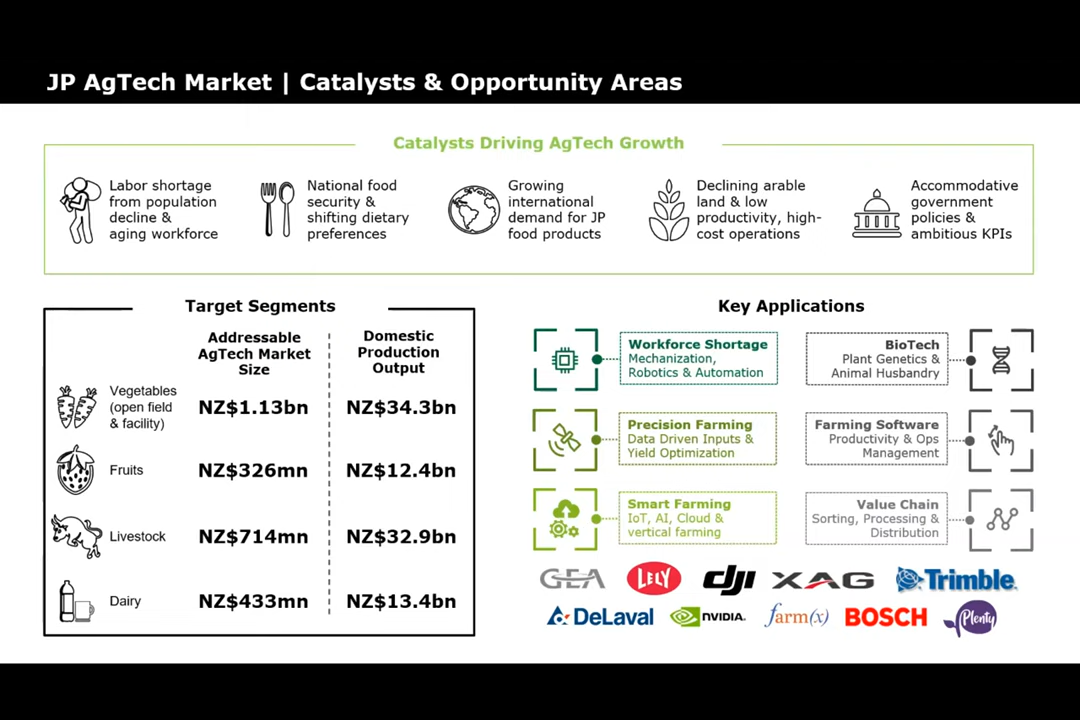 JP AgTech Market | Catalysts & Opportunity Areas
Catalysts Driving AgTech Growth
Labor shortage
from population
decline &
aging workforce
National food
security &
shifting dietary
preferences
Growing
international
demand for JP
food products
Declining arable
land & low
productivity, high-
cost operations
Accommodative
government
policies &
ambitious KPIs
Target Segments
Addressable
AgTech Market
Size
Domestic
Production
Output
Vegetables
(open field
& facility)
NZ$1.13bn
NZ$34.3bn
Fruits
NZ$326mn
NZ$12.4bn
Livestock
NZ$714mn
NZ$32.9bn
Dairy
NZ$433mn
NZ$13.4bn
Key Applications
Workforce Shortage
Mechanization,
Robotics & Automation
BioTech
Plant Genetics &
Animal Husbandry
Precision Farming
Data Driven Inputs &
Yield Optimization
Farming Software
Productivity & Ops
Management
Smart Farming
IoT, AI, Cloud &
vertical farming
Value Chain
Sorting, Processing &
Distribution
GEA
LELY
dji
XAG
Trimble
DeLaval
NVIDIA
farm(x)
BOSCH
Plenty